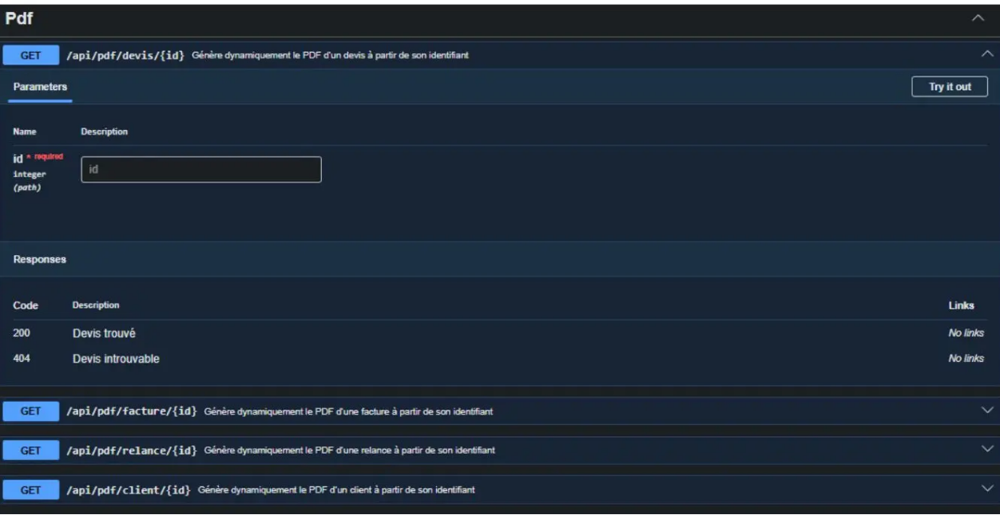 Pdf
GET /api/pdf/devis/{id} Génère dynamiquement le PDF d'un devis à partir de son identifiant
Parameters Try it out
Name Description
id * required
id
integer
(path)
Responses
Code Description Links
200 Devis trouvé No links
404 Devis introuvable No links
GET /api/pdf/facture/{id} Génère dynamiquement le PDF d'une facture à partir de son identifiant
GET /api/pdf/relance/{id} Génère dynamiquement le PDF d'une relance à partir de son identifiant
GET /api/pdf/client/{id} Génère dynamiquement le PDF d'un client à partir de son identifiant